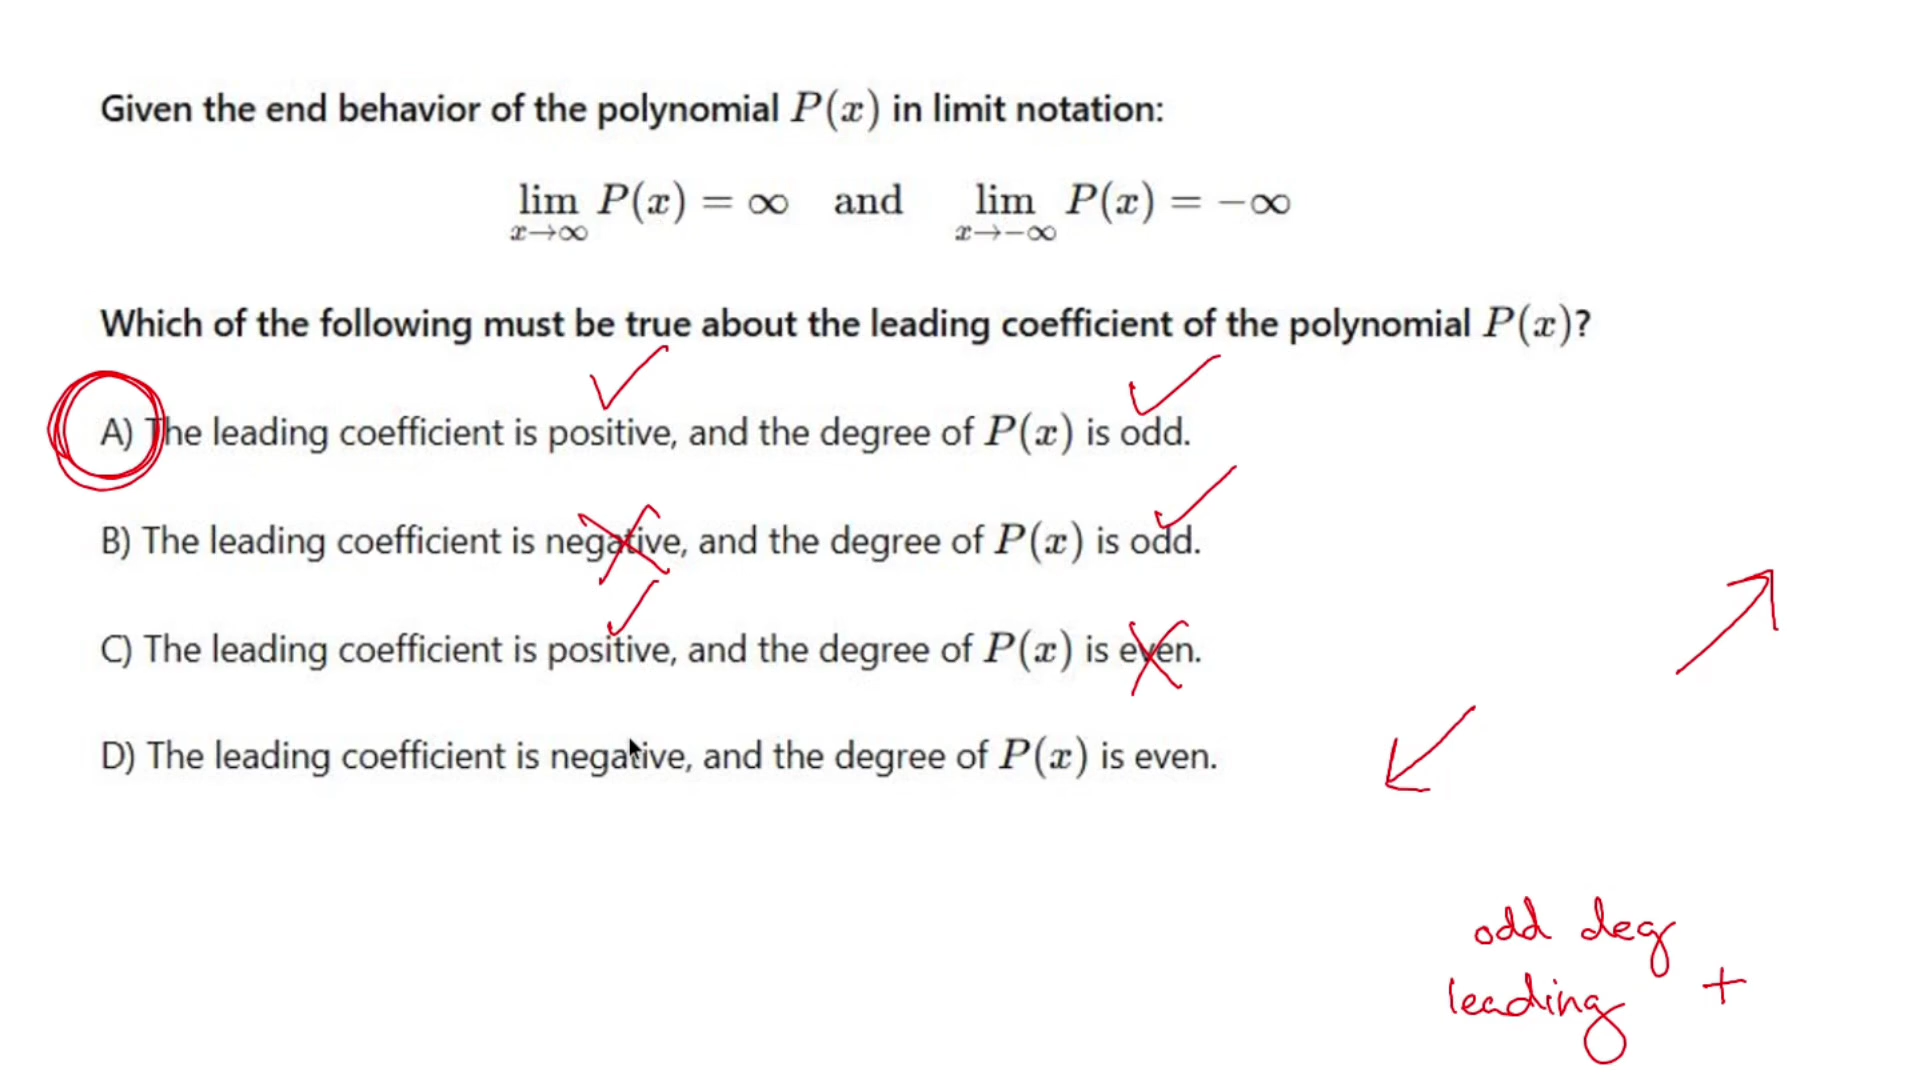 Given the end behavior of the polynomial P(x) in limit notation:
lim x→∞ P(x) = ∞ and lim x→−∞ P(x) = −∞
Which of the following must be true about the leading coefficient of the polynomial P(x)?
A) The leading coefficient is positive, and the degree of P(x) is odd.
B) The leading coefficient is negative, and the degree of P(x) is odd.
C) The leading coefficient is positive, and the degree of P(x) is even.
D) The leading coefficient is negative, and the degree of P(x) is even.
odd deg
leading +